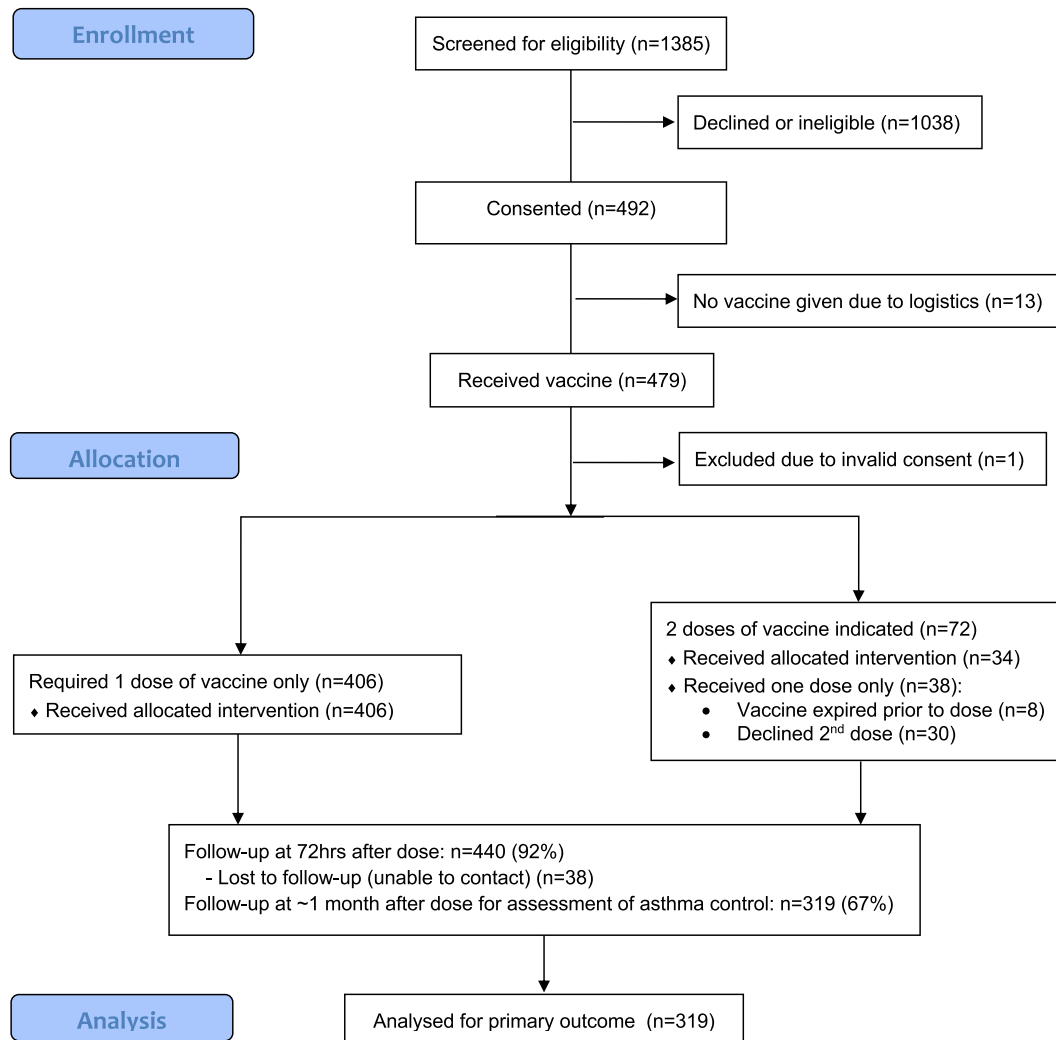 Enrollment
Screened for eligibility (n=1385)
Declined or ineligible (n=1038)
Consented (n=492)
No vaccine given due to logistics (n=13)
Received vaccine (n=479)
Allocation
Excluded due to invalid consent (n=1)
Required 1 dose of vaccine only (n=406)
♦ Received allocated intervention (n=406)
2 doses of vaccine indicated (n=72)
♦ Received allocated intervention (n=34)
♦ Received one dose only (n=38):
• Vaccine expired prior to dose (n=8)
• Declined 2nd dose (n=30)
Follow-up at 72hrs after dose: n=440 (92%)
- Lost to follow-up (unable to contact) (n=38)
Follow-up at ~1 month after dose for assessment of asthma control: n=319 (67%)
Analysis
Analysed for primary outcome (n=319)